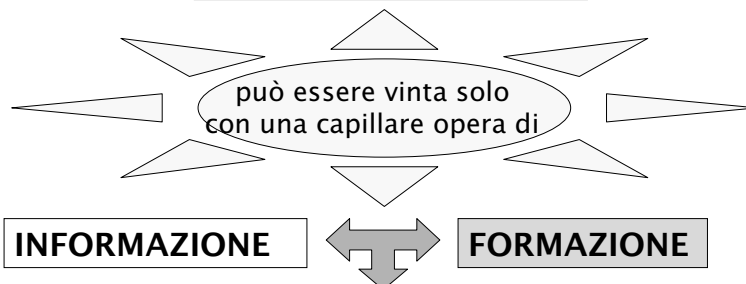 può essere vinta solo
con una capillare opera di
INFORMAZIONE
FORMAZIONE